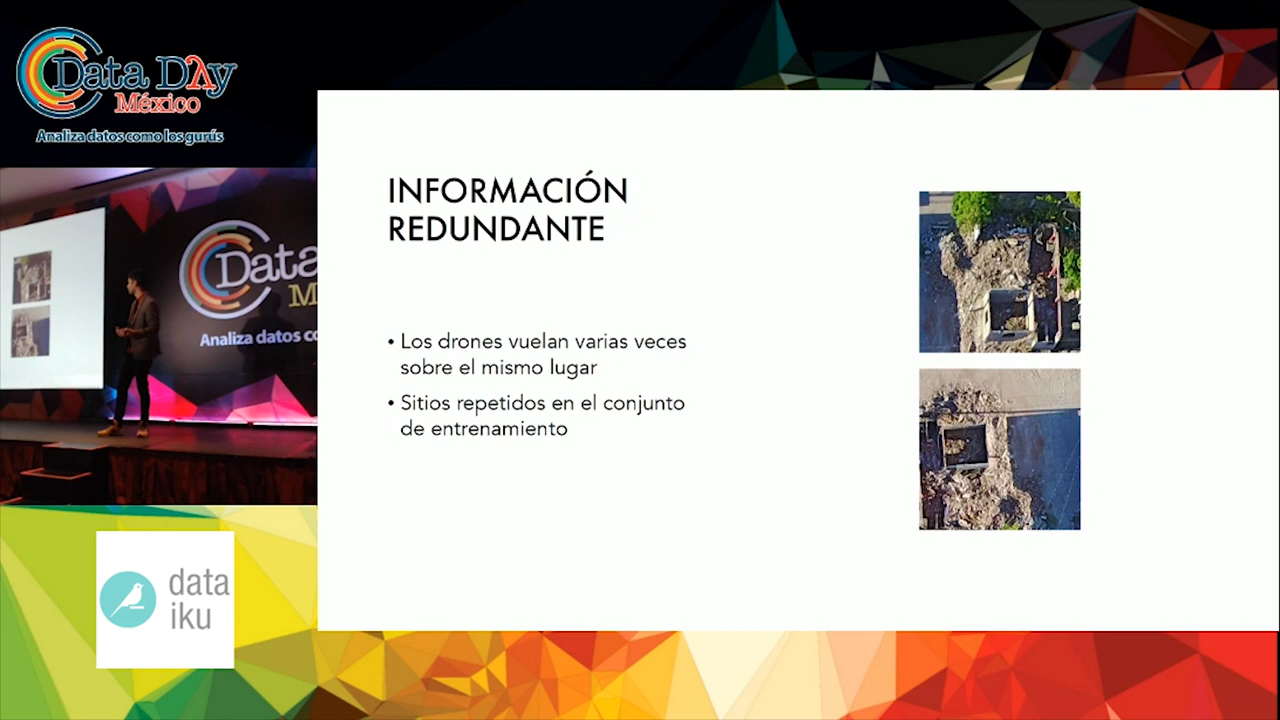 Data DAy
México
Analiza datos como los gurús
INFORMACIÓN
REDUNDANTE
• Los drones vuelan varias veces
sobre el mismo lugar
• Sitios repetidos en el conjunto
de entrenamiento
Data
M
Analiza datos co
data
iku